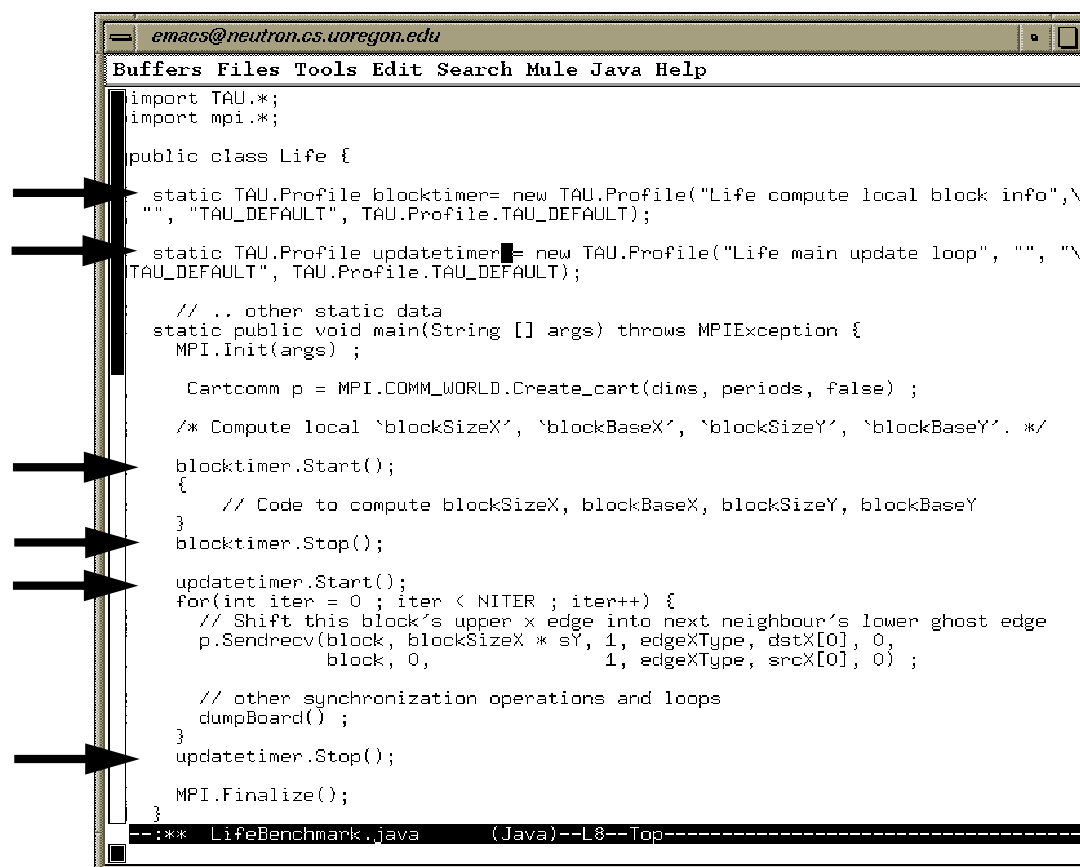 emacs@neutron.cs.uoregon.edu
Buffers Files Tools Edit Search Mule Java Help
import TAU.*;
import mpi.*;
public class Life {
static TAU.Profile blocktimer= new TAU.Profile("Life compute local block info",\
"", "TAU_DEFAULT", TAU.Profile.TAU_DEFAULT);
static TAU.Profile updatetimer = new TAU.Profile("Life main update loop", "", "\
TAU_DEFAULT", TAU.Profile.TAU_DEFAULT);
// .. other static data
static public void main(String [] args) throws MPIException {
MPI.Init(args) ;
Cartcomm p = MPI.COMM_WORLD.Create_cart(dims, periods, false) ;
/* Compute local `blockSizeX', `blockBaseX', `blockSizeY', `blockBaseY'. */
blocktimer.Start();
{
// Code to compute blockSizeX, blockBaseX, blockSizeY, blockBaseY
}
blocktimer.Stop();
updatetimer.Start();
for(int iter = 0 ; iter < NITER ; iter++) {
// Shift this block's upper x edge into next neighbour's lower ghost edge
p.Sendrecv(block, blockSizeX * sY, 1, edgeXType, dstX[0], 0,
block, 0, 1, edgeXType, srcX[0], 0) ;
// other synchronization operations and loops
dumpBoard() ;
}
updatetimer.Stop();
MPI.Finalize();
}
--:** LifeBenchmark.java (Java)--L8--Top----------------------------------------